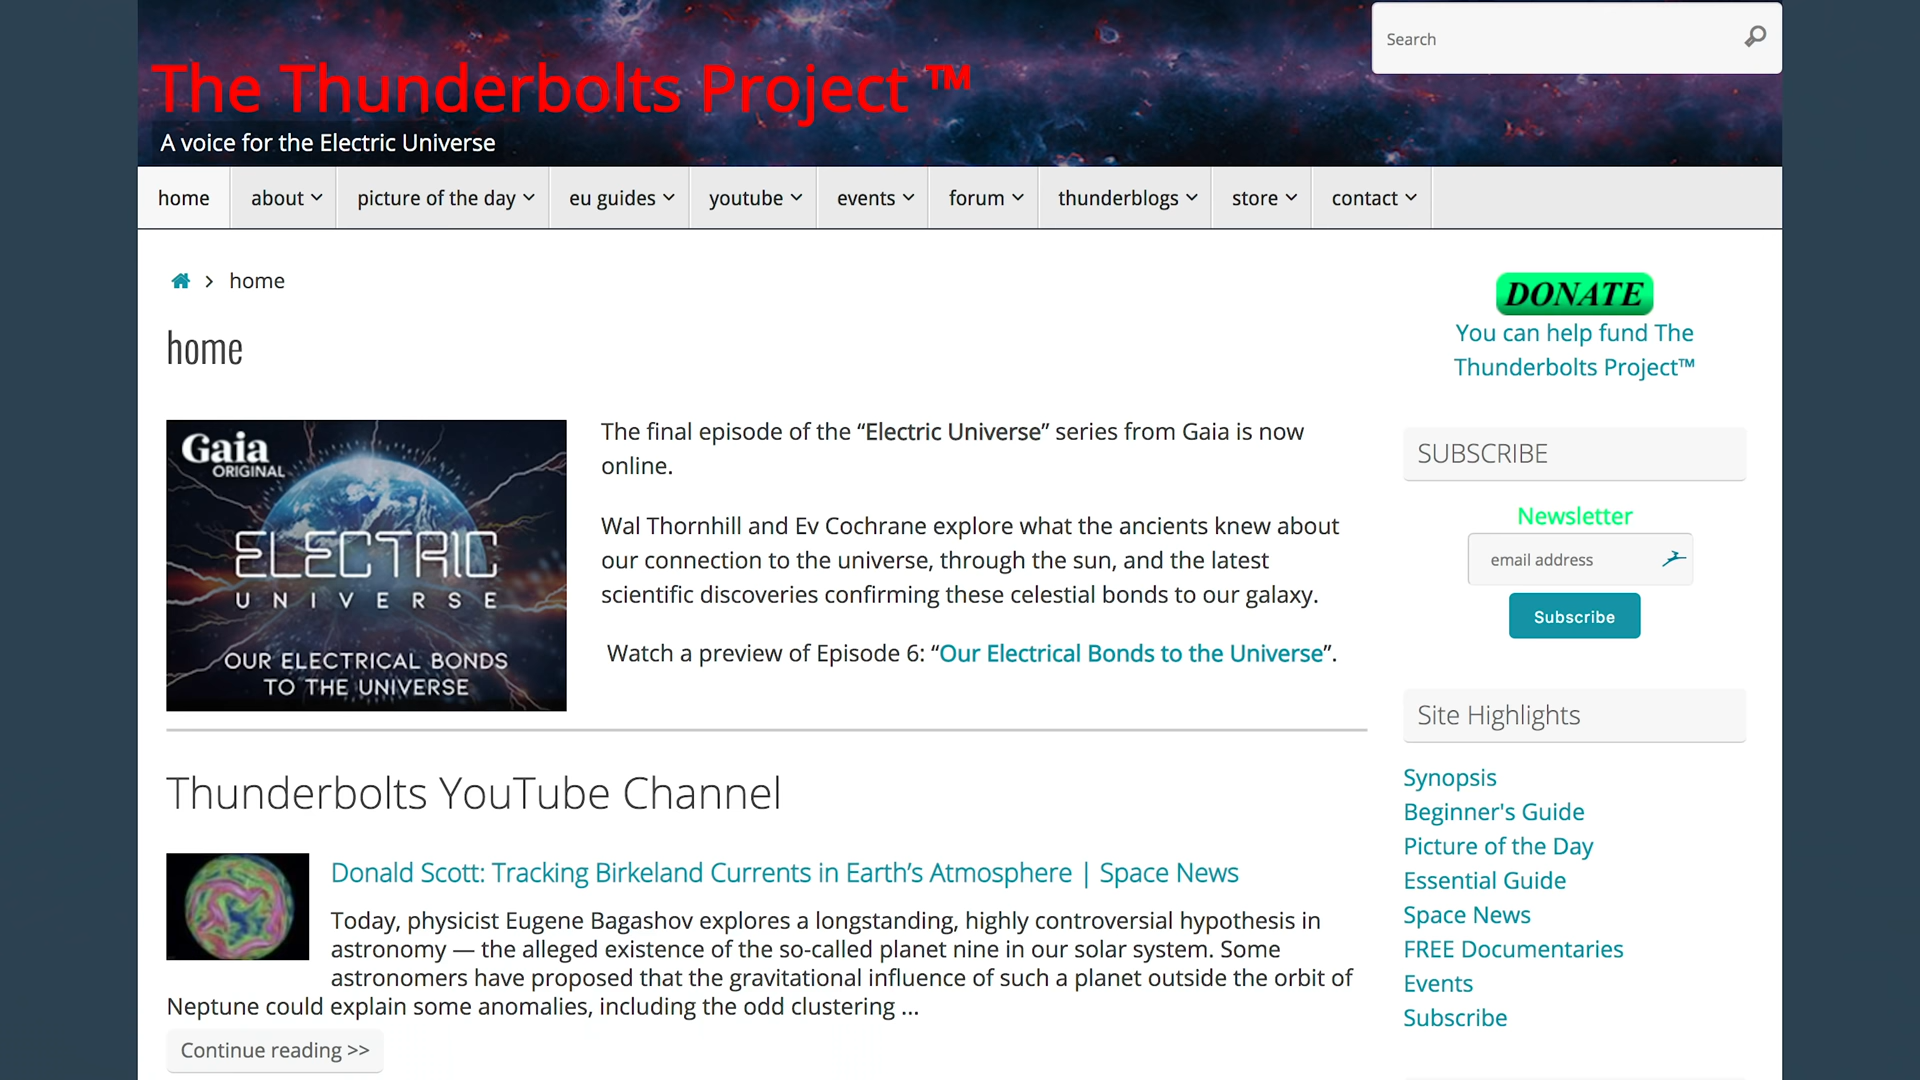 The Thunderbolts Project ™
A voice for the Electric Universe
Search
home
about
picture of the day
eu guides
youtube
events
forum
thunderblogs
store
contact
home
home
Gaia
ORIGINAL
ELECTRIC
UNIVERSE
OUR ELECTRICAL BONDS
TO THE UNIVERSE
The final episode of the “Electric Universe” series from Gaia is now
online.
Wal Thornhill and Ev Cochrane explore what the ancients knew about
our connection to the universe, through the sun, and the latest
scientific discoveries confirming these celestial bonds to our galaxy.
Watch a preview of Episode 6: “Our Electrical Bonds to the Universe”.
Thunderbolts YouTube Channel
Donald Scott: Tracking Birkeland Currents in Earth’s Atmosphere | Space News
Today, physicist Eugene Bagashov explores a longstanding, highly controversial hypothesis in
astronomy — the alleged existence of the so-called planet nine in our solar system. Some
astronomers have proposed that the gravitational influence of such a planet outside the orbit of
Neptune could explain some anomalies, including the odd clustering ...
Continue reading >>
DONATE
You can help fund The
Thunderbolts Project™
SUBSCRIBE
Newsletter
email address
Subscribe
Site Highlights
Synopsis
Beginner's Guide
Picture of the Day
Essential Guide
Space News
FREE Documentaries
Events
Subscribe